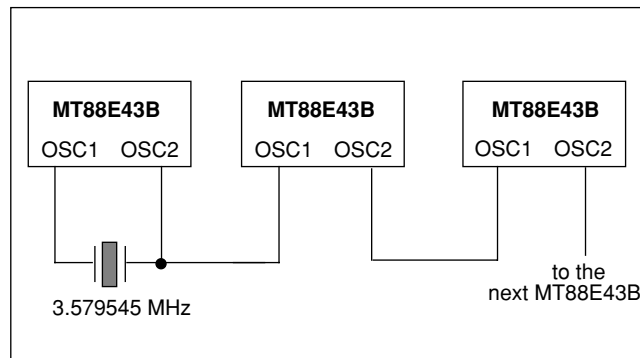 MT88E43B
OSC1 OSC2
MT88E43B
OSC1 OSC2
MT88E43B
OSC1 OSC2
3.579545 MHz
to the
next MT88E43B